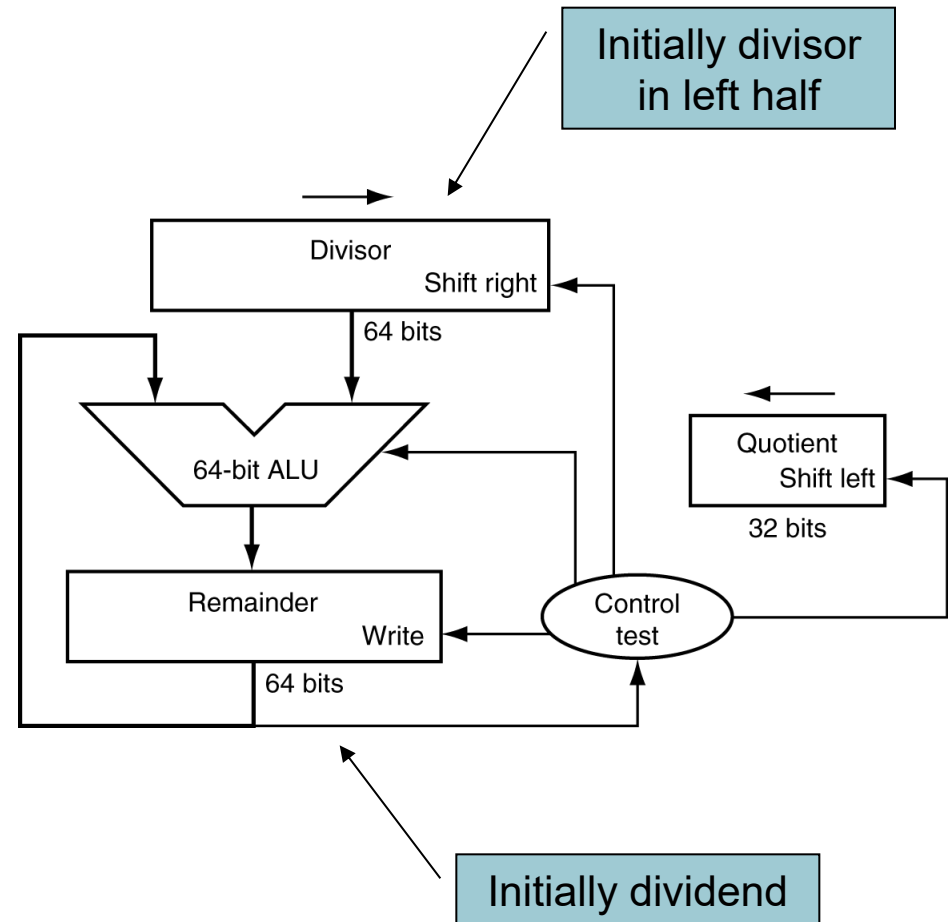 Initially divisor
in left half
Divisor
Shift right
64 bits
64-bit ALU
Quotient
Shift left
32 bits
Remainder
Write
Control
test
64 bits
Initially dividend